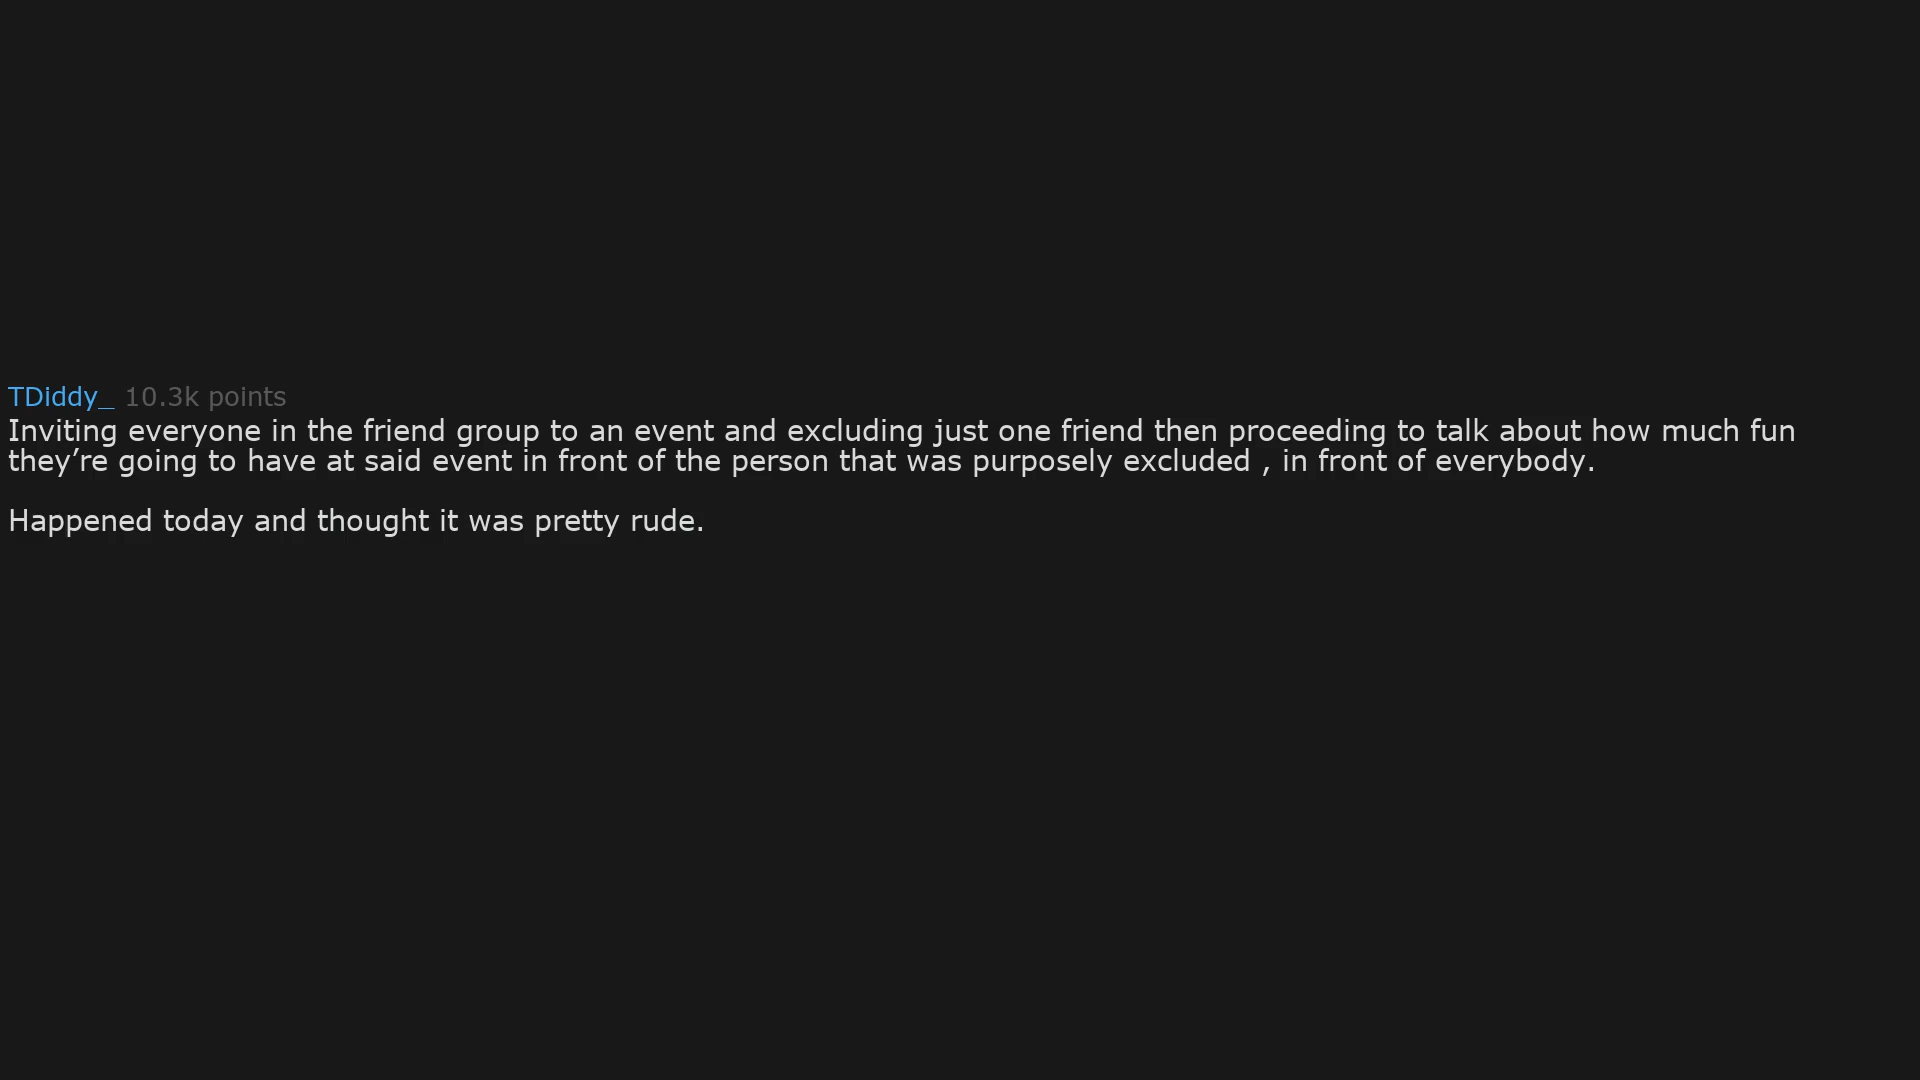 TDiddy_ 10.3k points
Inviting everyone in the friend group to an event and excluding just one friend then proceeding to talk about how much fun
they’re going to have at said event in front of the person that was purposely excluded , in front of everybody.
Happened today and thought it was pretty rude.